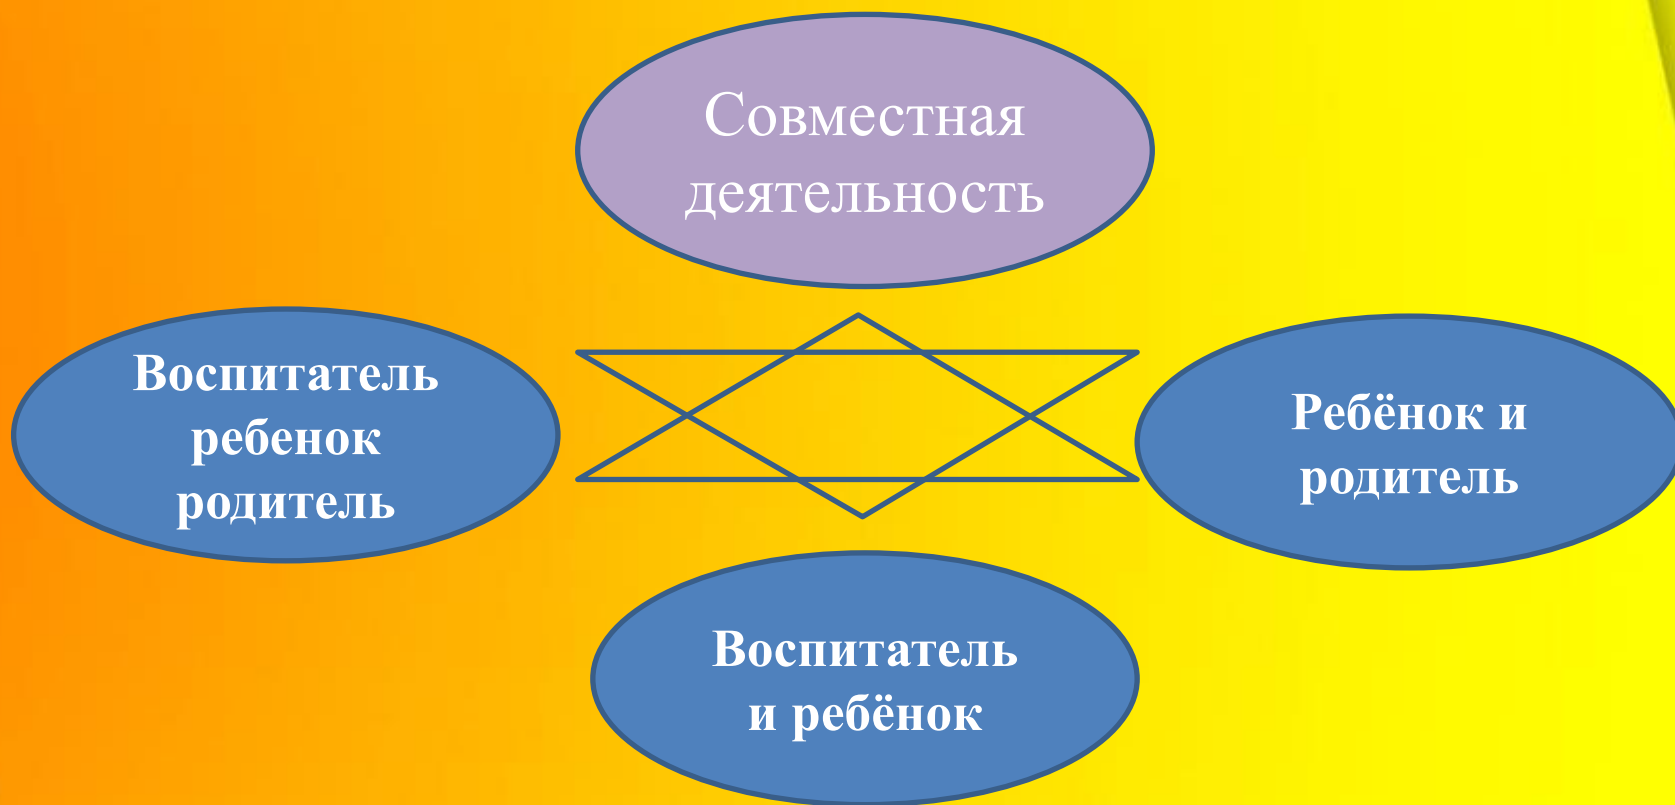 Совместная
деятельность
Воспитатель
ребенок
родитель
Ребёнок и
родитель
Воспитатель
и ребёнок